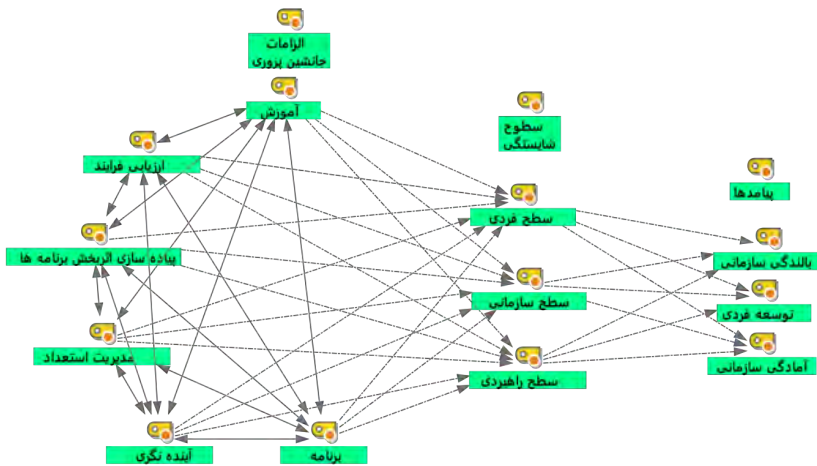 الزامات
جانشین پروری
آموزش
سطوح
شایستگی
ارزیابی فرایند
پیامدها
سطح فردی
پیاده سازی اثربخش برنامه ها
بالندگی سازمانی
سطح سازمانی
توسعه فردی
مدیریت استعداد
آمادگی سازمانی
سطح راهبردی
آینده نگری
برنامه